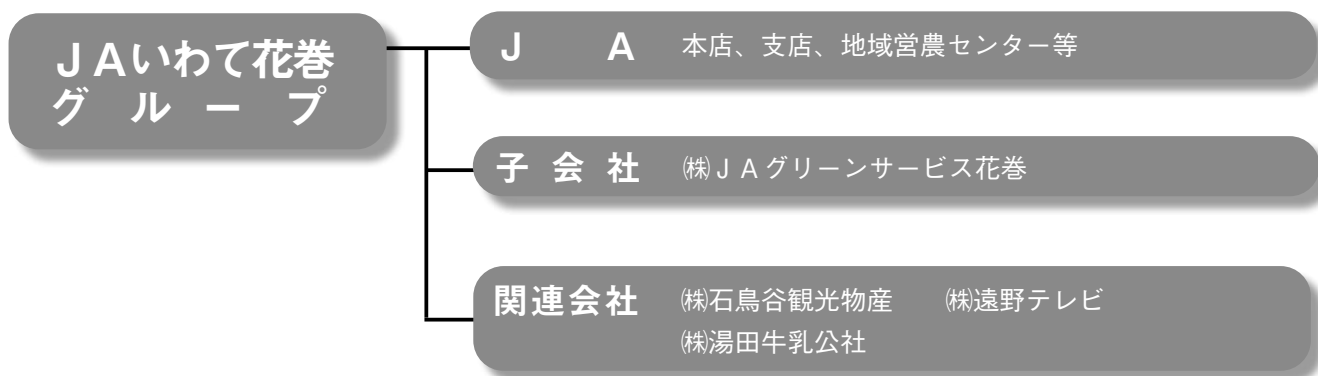 ＪＡいわて花巻
グループ
ＪＡ 本店、支店、地域営農センター等
子会社 ㈱ＪＡグリーンサービス花巻
関連会社 ㈱石鳥谷観光物産 ㈱遠野テレビ
㈱湯田牛乳公社